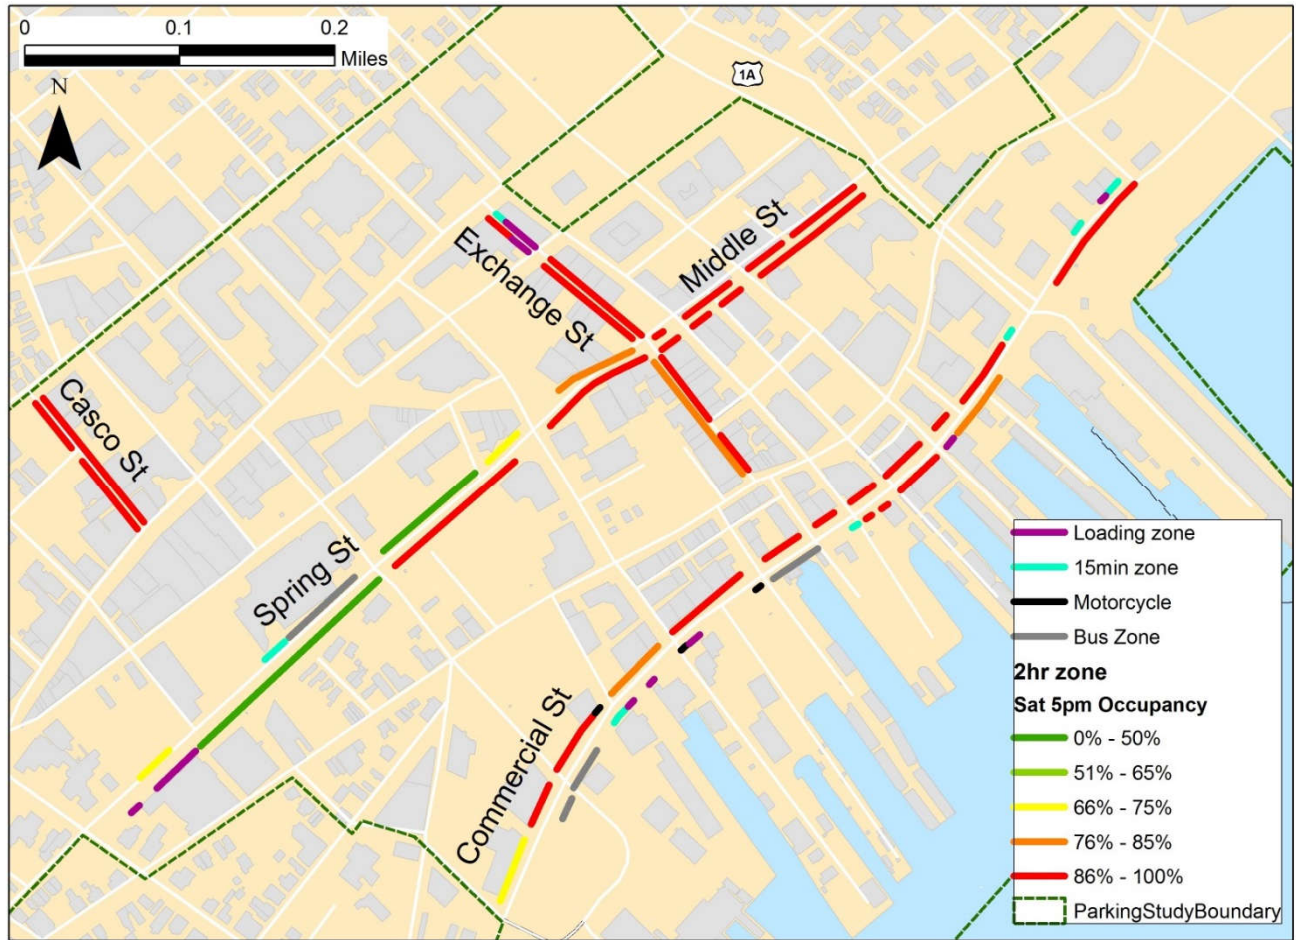 0 0.1 0.2
Miles
N
1A
Middle St
Exchange St
Casco St
Spring St
Commercial St
Loading zone
15min zone
Motorcycle
Bus Zone
2hr zone
Sat 5pm Occupancy
0% - 50%
51% - 65%
66% - 75%
76% - 85%
86% - 100%
ParkingStudyBoundary